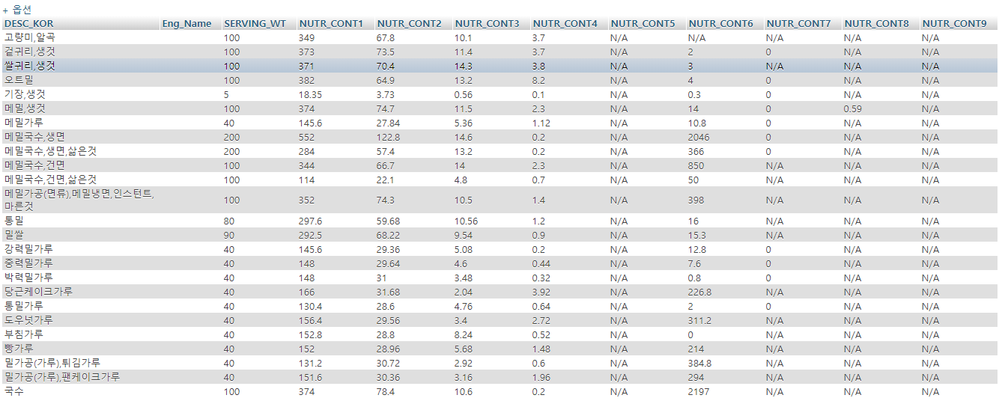 + 옵션
DESC_KOR Eng_Name SERVING_WT NUTR_CONT1 NUTR_CONT2 NUTR_CONT3 NUTR_CONT4 NUTR_CONT5 NUTR_CONT6 NUTR_CONT7 NUTR_CONT8 NUTR_CONT9
고량미,알곡 100 349 67.8 10.1 3.7 N/A N/A N/A N/A N/A
겉귀리,생것 100 373 73.5 11.4 3.7 N/A 2 0 N/A N/A
쌀귀리,생것 100 371 70.4 14.3 3.8 N/A 3 N/A N/A N/A
오트밀 100 382 64.9 13.2 8.2 N/A 4 0 N/A N/A
기장,생것 5 18.35 3.73 0.56 0.1 N/A 0.3 0 N/A N/A
메밀,생것 100 374 74.7 11.5 2.3 N/A 14 0 0.59 N/A
메밀가루 40 145.6 27.84 5.36 1.12 N/A 10.8 0 N/A N/A
메밀국수,생면 200 552 122.8 14.6 0.2 N/A 2046 0 N/A N/A
메밀국수,생면,삶은것 200 284 57.4 13.2 0.2 N/A 366 0 N/A N/A
메밀국수,건면 100 344 66.7 14 2.3 N/A 850 N/A N/A N/A
메밀국수,건면,삶은것 100 114 22.1 4.8 0.7 N/A 50 N/A N/A N/A
메밀가공(면류),메밀냉면,인스턴트,
마른것 100 352 74.3 10.5 1.4 N/A 398 N/A N/A N/A
통밀 80 297.6 59.68 10.56 1.2 N/A 16 N/A N/A N/A
밀쌀 90 292.5 68.22 9.54 0.9 N/A 15.3 N/A N/A N/A
강력밀가루 40 145.6 29.36 5.08 0.2 N/A 12.8 0 N/A N/A
중력밀가루 40 148 29.64 4.6 0.44 N/A 7.6 0 N/A N/A
박력밀가루 40 148 31 3.48 0.32 N/A 0.8 0 N/A N/A
당근케이크가루 40 166 31.68 2.04 3.92 N/A 226.8 N/A N/A N/A
통밀가루 40 130.4 28.6 4.76 0.64 N/A 2 0 N/A N/A
도우넛가루 40 156.4 29.56 3.4 2.72 N/A 311.2 N/A N/A N/A
부침가루 40 152.8 28.8 8.24 0.52 N/A 0 N/A N/A N/A
빵가루 40 152 28.96 5.68 1.48 N/A 214 N/A N/A N/A
밀가공(가루),튀김가루 40 131.2 30.72 2.92 0.6 N/A 384.8 N/A N/A N/A
밀가공(가루),팬케이크가루 40 151.6 30.36 3.16 1.96 N/A 294 N/A N/A N/A
국수 100 374 78.4 10.6 0.2 N/A 2197 N/A N/A N/A